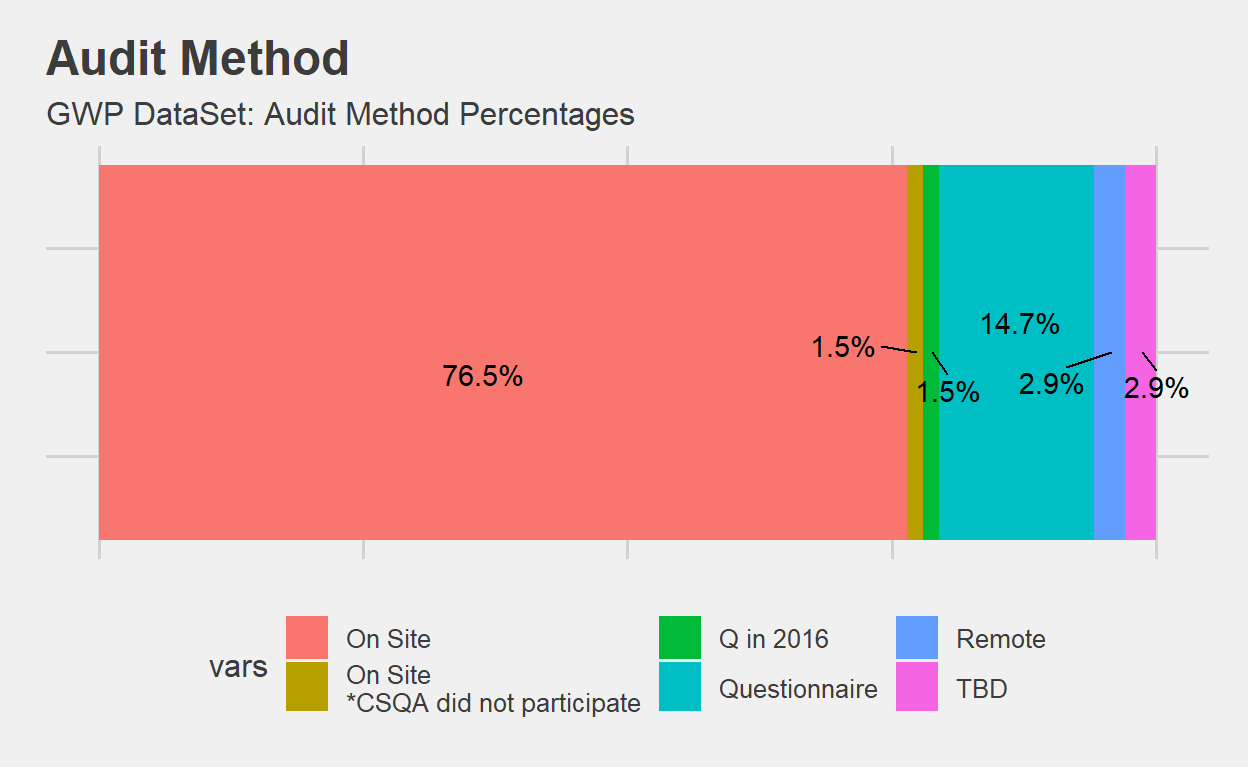 Audit Method
GWP DataSet: Audit Method Percentages
14.7%
1.5%
76.5%
2.9%
2.9%
1.5%
vars
On Site
On Site
*CSQA did not participate
Q in 2016
Questionnaire
Remote
TBD